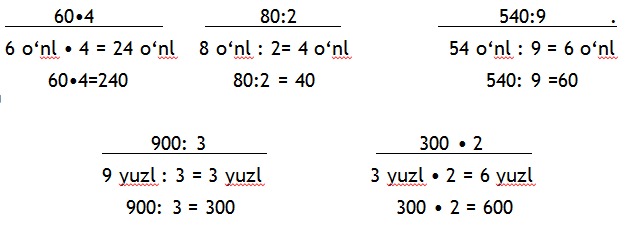 60•4 80:2 540:9 .
6 o‘nl • 4 = 24 o‘nl 8 o‘nl : 2= 4 o‘nl 54 o‘nl : 9 = 6 o‘nl
60•4=240 80:2 = 40 540: 9 =60
900: 3 300 • 2
9 yuzl : 3 = 3 yuzl 3 yuzl • 2 = 6 yuzl
900: 3 = 300 300 • 2 = 600